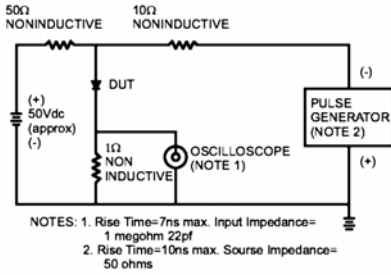 50Ω
NONINDUCTIVE
10Ω
NONINDUCTIVE
(-)
DUT
(+)
50Vdc
(approx)
(-)
PULSE
GENERATOR
(NOTE 2)
1Ω
NON
INDUCTIVE
OSCILLOSCOPE
(NOTE 1)
(+)
NOTES: 1. Rise Time=7ns max. Input Impedance=
1 megohm 22pf
2. Rise Time=10ns max. Sourse Impedance=
50 ohms